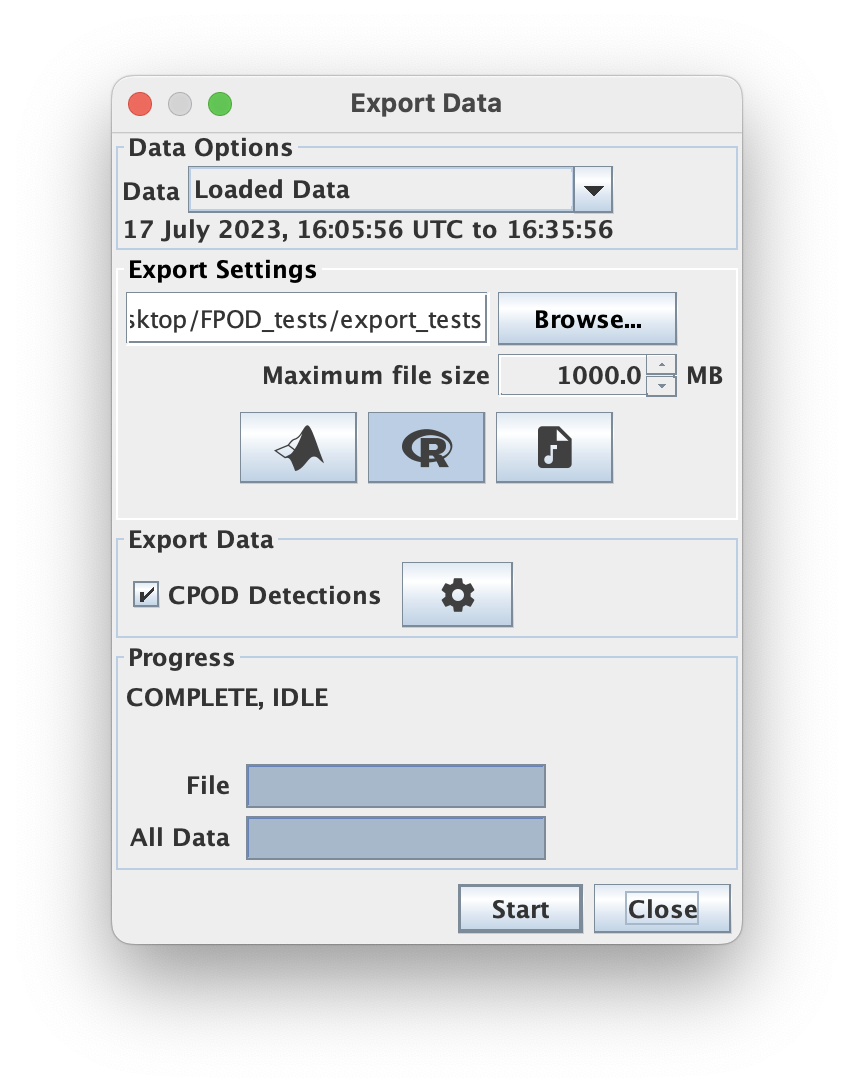 Export Data
Data Options
Data Loaded Data
17 July 2023, 16:05:56 UTC to 16:35:56
Export Settings
sktop/FPOD_tests/export_tests Browse...
Maximum file size 1000.0 MB
R
Export Data
CPOD Detections
Progress
COMPLETE, IDLE
File
All Data
Start Close